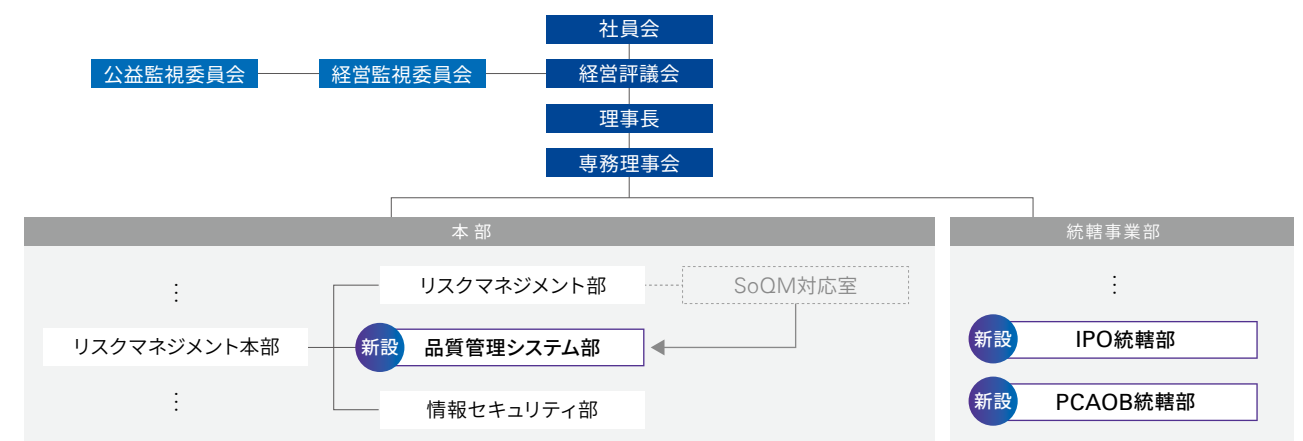 社員会
公益監視委員会
経営監視委員会
経営評議会
理事長
専務理事会
本部
統轄事業部
リスクマネジメント部
SoQM対応室
⋮
⋮
リスクマネジメント本部
新設
品質管理システム部
新設
IPO統轄部
⋮
情報セキュリティ部
新設
PCAOB統轄部